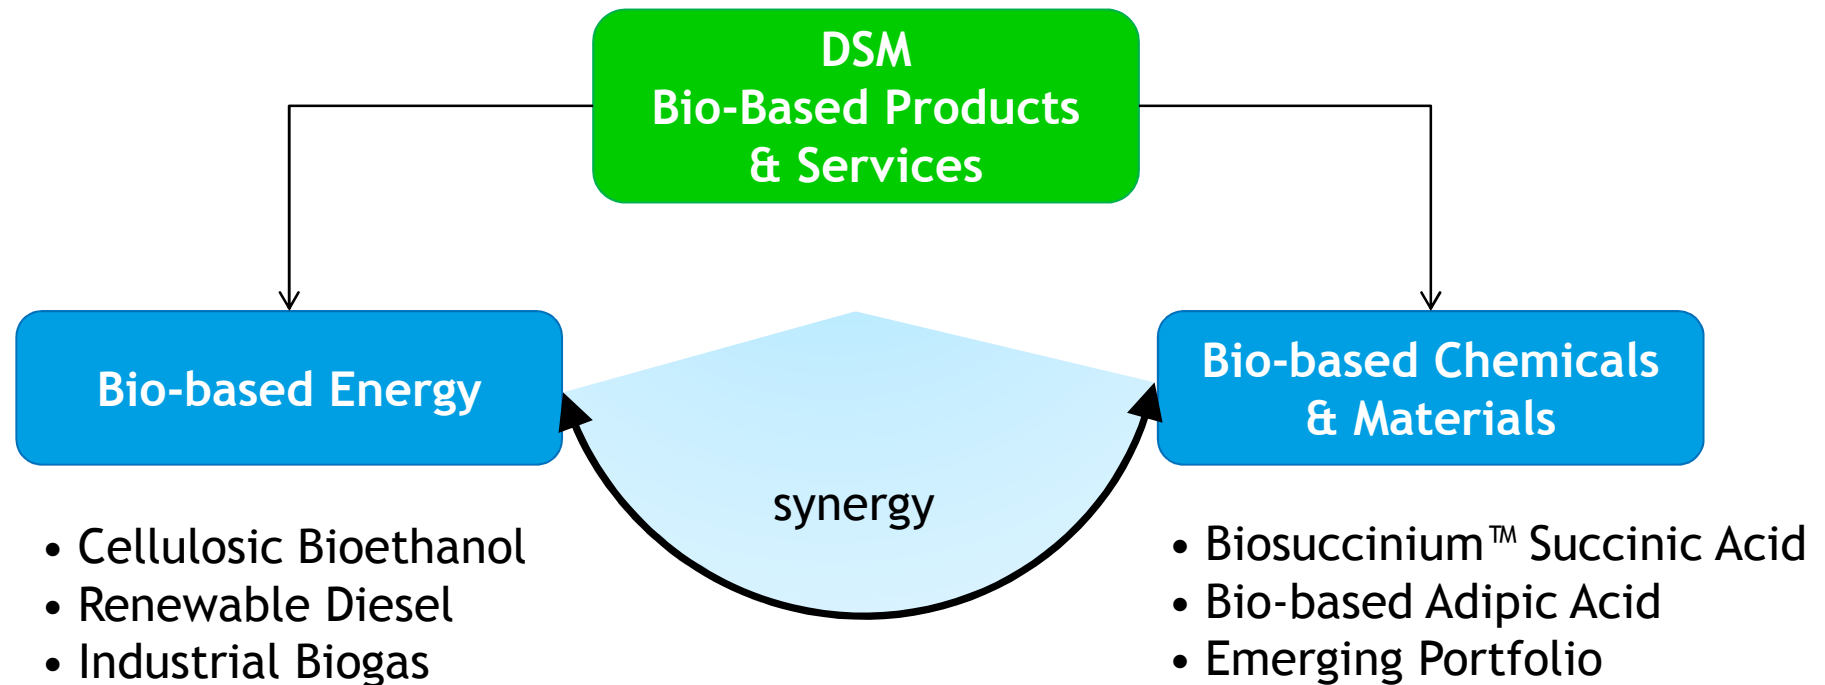 DSM
Bio-Based Products
& Services
Bio-based Energy
Bio-based Chemicals
& Materials
synergy
• Cellulosic Bioethanol
• Renewable Diesel
• Industrial Biogas
• Biosuccinium™ Succinic Acid
• Bio-based Adipic Acid
• Emerging Portfolio